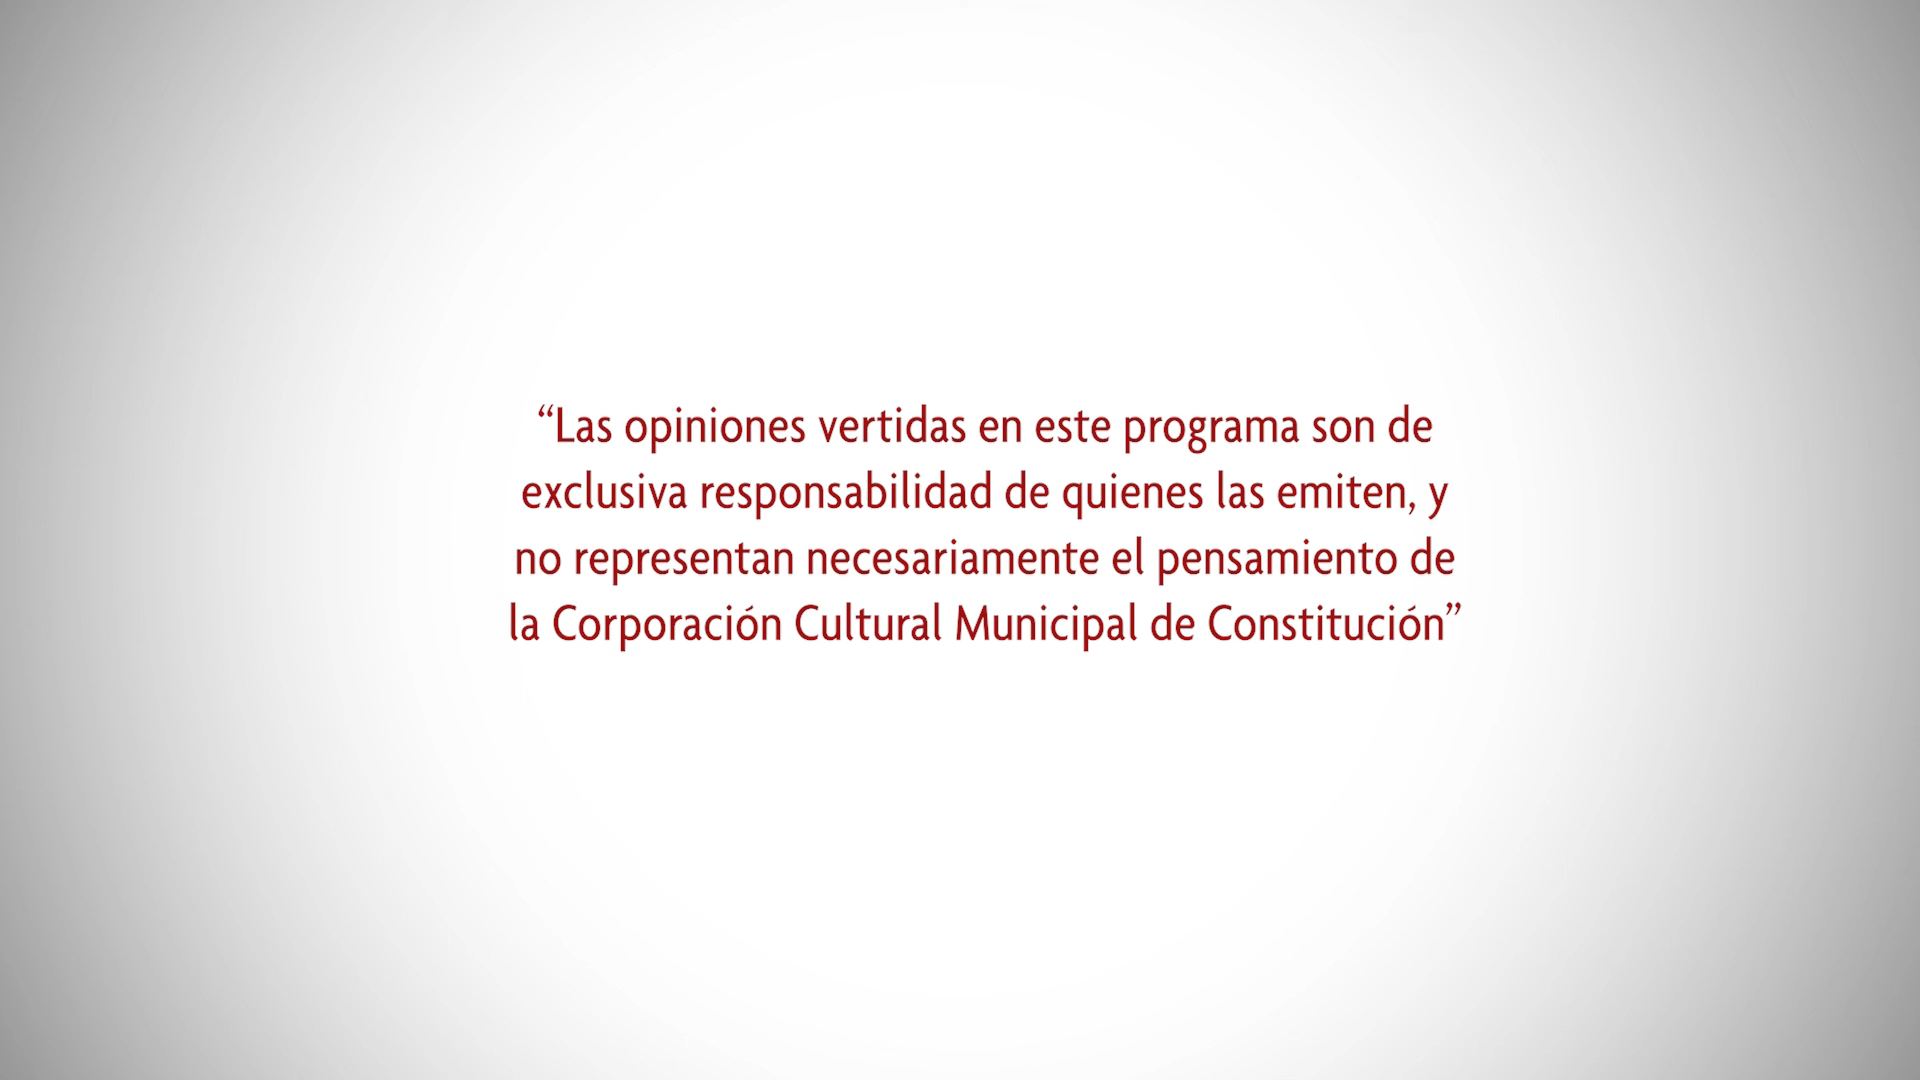 “Las opiniones vertidas en este programa son de
exclusiva responsabilidad de quienes las emiten, y
no representan necesariamente el pensamiento de
la Corporación Cultural Municipal de Constitución”